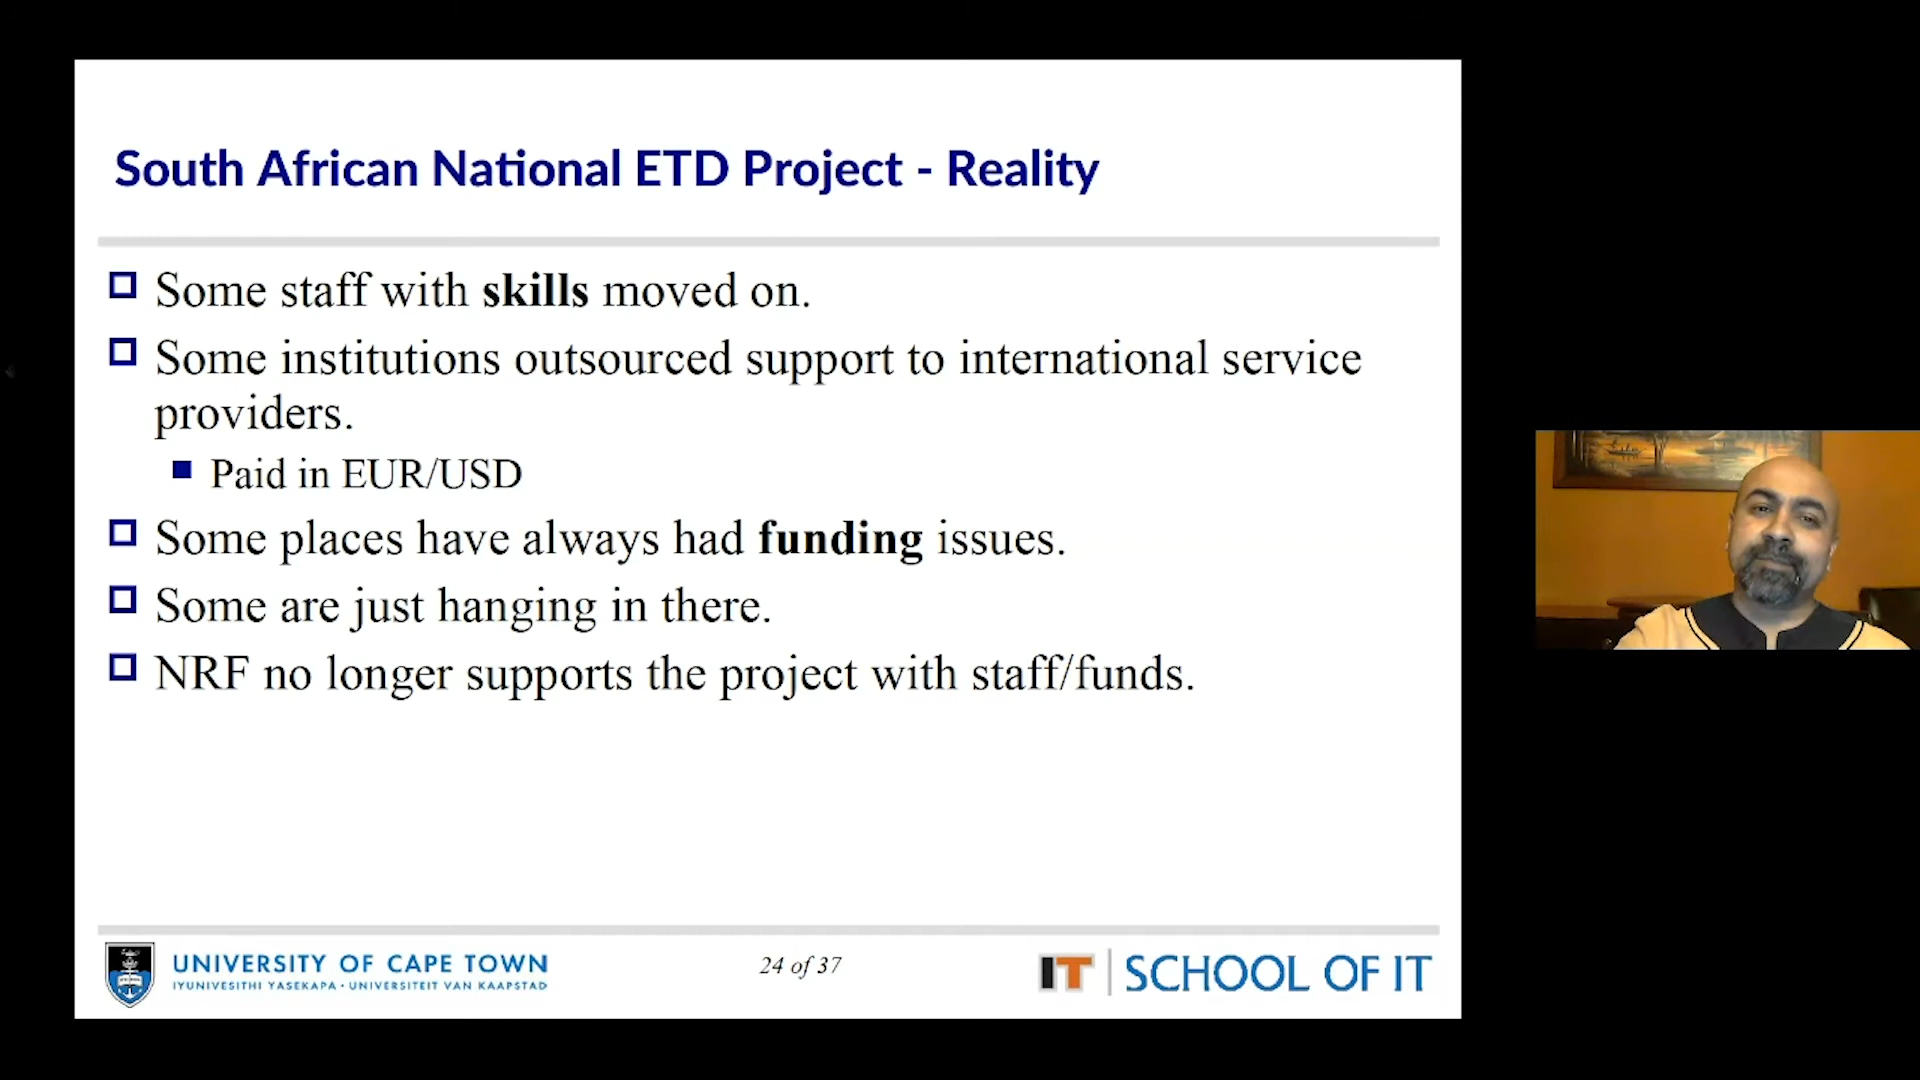 South African National ETD Project - Reality
Some staff with skills moved on.
Some institutions outsourced support to international service
providers.
Paid in EUR/USD
Some places have always had funding issues.
Some are just hanging in there.
NRF no longer supports the project with staff/funds.
UNIVERSITY OF CAPE TOWN
IYUNIVESITHI YASEKAPA • UNIVERSITEIT VAN KAAPSTAD
24 of 37
IT | SCHOOL OF IT